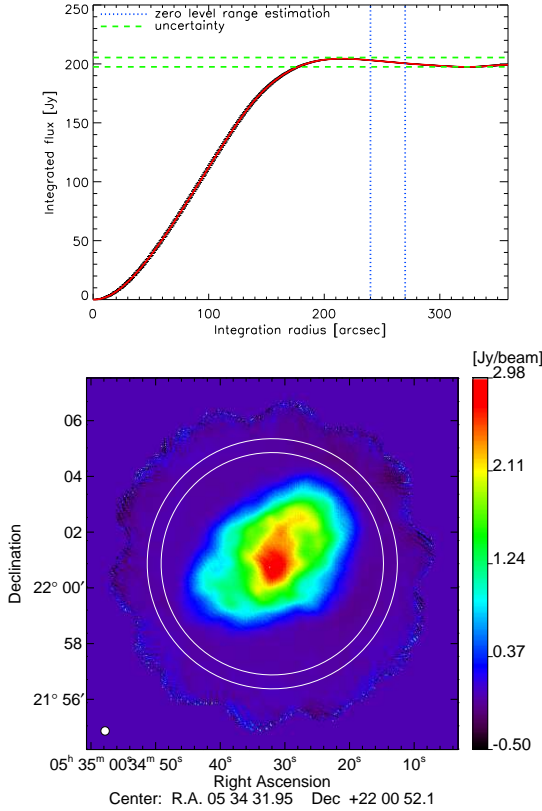 zero level range estimation
uncertainty
250
200
150
100
50
0
Integrated flux [Jy]
0 100 200 300
Integration radius [arcsec]
[Jy/beam]
2.98
2.11
1.24
0.37
-0.50
06
04
02
22° 00′
58
21° 56′
Declination
05ʰ 35ᵐ 00ˢ34ᵐ 50ˢ 40ˢ 30ˢ 20ˢ 10ˢ
Right Ascension
Center: R.A. 05 34 31.95 Dec +22 00 52.1